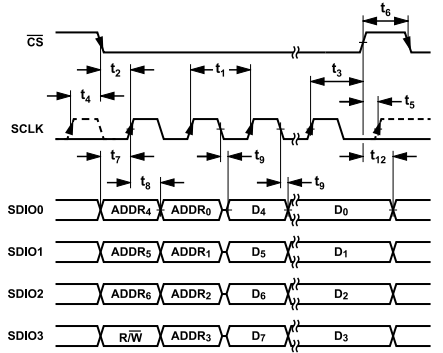 t6
CS
t2
t1
t3
t4
t5
SCLK
t7
t8
t9
t9
t12
SDIO0 ADDR4 ADDR0 D4 D0
SDIO1 ADDR5 ADDR1 D5 D1
SDIO2 ADDR6 ADDR2 D6 D2
SDIO3 R/W ADDR3 D7 D3